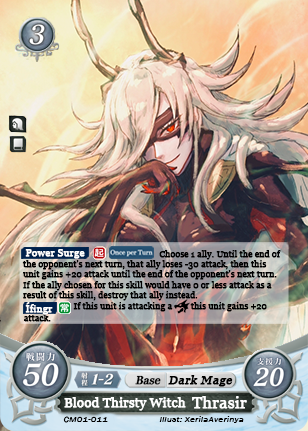 3
Power Surge 起 Once per Turn Choose 1 ally. Until the end of
the opponent's next turn, that ally loses -30 attack, then this
unit gains +20 attack until the end of the opponent's next turn.
If the ally chosen for this skill would have 0 or less attack as a
result of this skill, destroy that ally instead.
Ífingr 常 If this unit is attacking a this unit gains +20
attack.
戦闘力 50 射程 1-2 Base Dark Mage 支援力 20
Blood Thirsty Witch Thrasir
CM01-011 Illust: XerilaAverinya